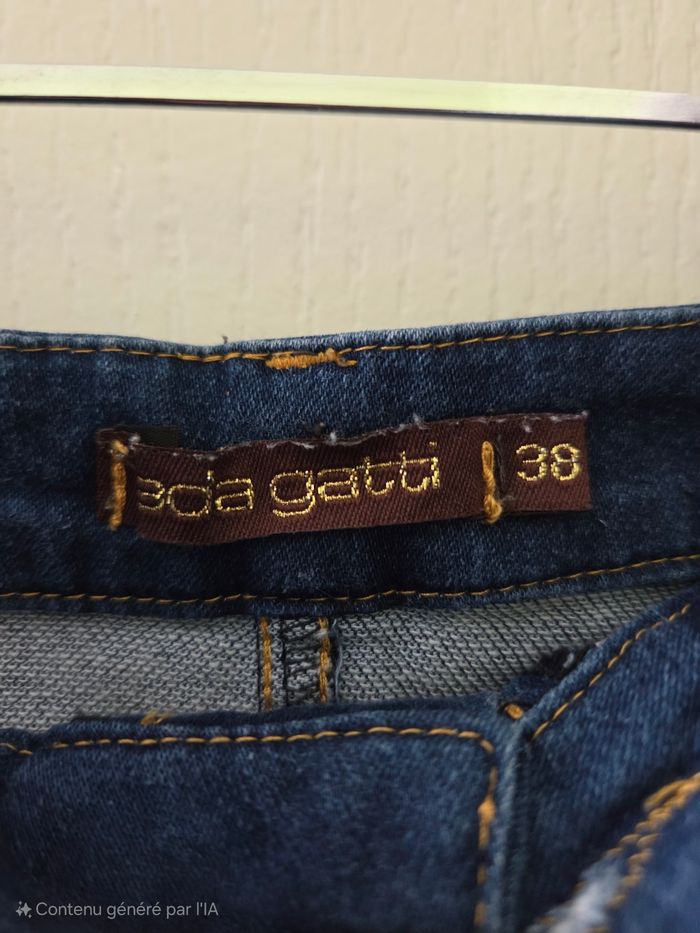 eda gatti 38
Contenu généré par l'IA